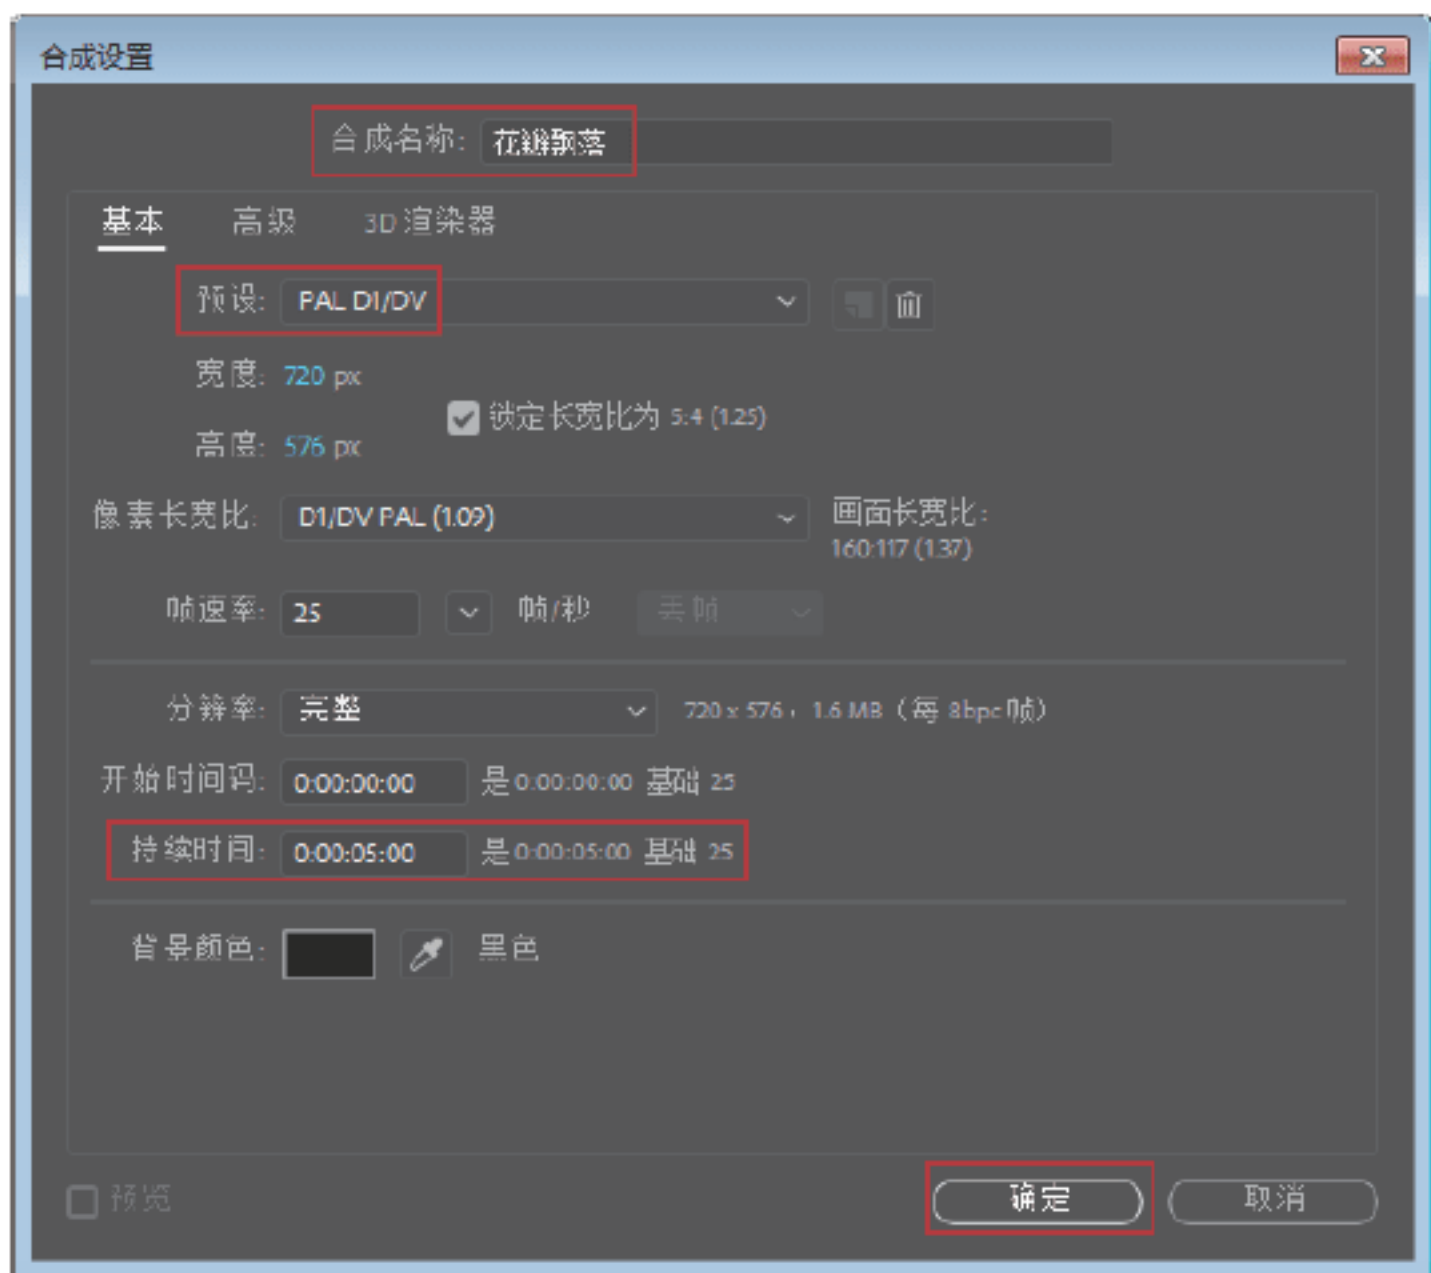 合成设置
合成名称: 花瓣飘落
基本 高级 3D 渲染器
预设: PAL D1/DV
宽度: 720 px
锁定长宽比为 5:4 (1.25)
高度: 576 px
像素长宽比: D1/DV PAL (1.09) 画面长宽比:
160:117 (1.37)
帧速率: 25 帧/秒 丢帧
分辨率: 完整 720 x 576，1.6 MB（每 8bpc 帧）
开始时间码: 0:00:00:00 是 0:00:00:00 基础 25
持续时间: 0:00:05:00 是 0:00:05:00 基础 25
背景颜色: 黑色
预览 确定 取消